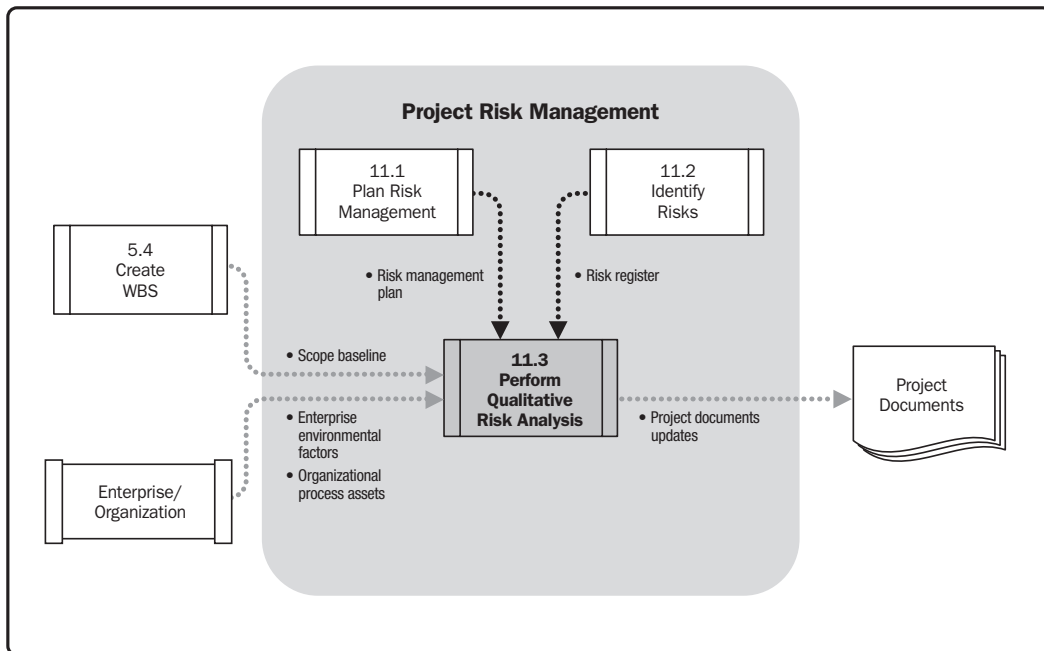 Project Risk Management
11.1
Plan Risk
Management
11.2
Identify
Risks
5.4
Create
WBS
• Risk management
plan
• Risk register
• Scope baseline
11.3
Perform
Qualitative
Risk Analysis
Project
Documents
• Enterprise
environmental
factors
• Organizational
process assets
• Project documents
updates
Enterprise/
Organization